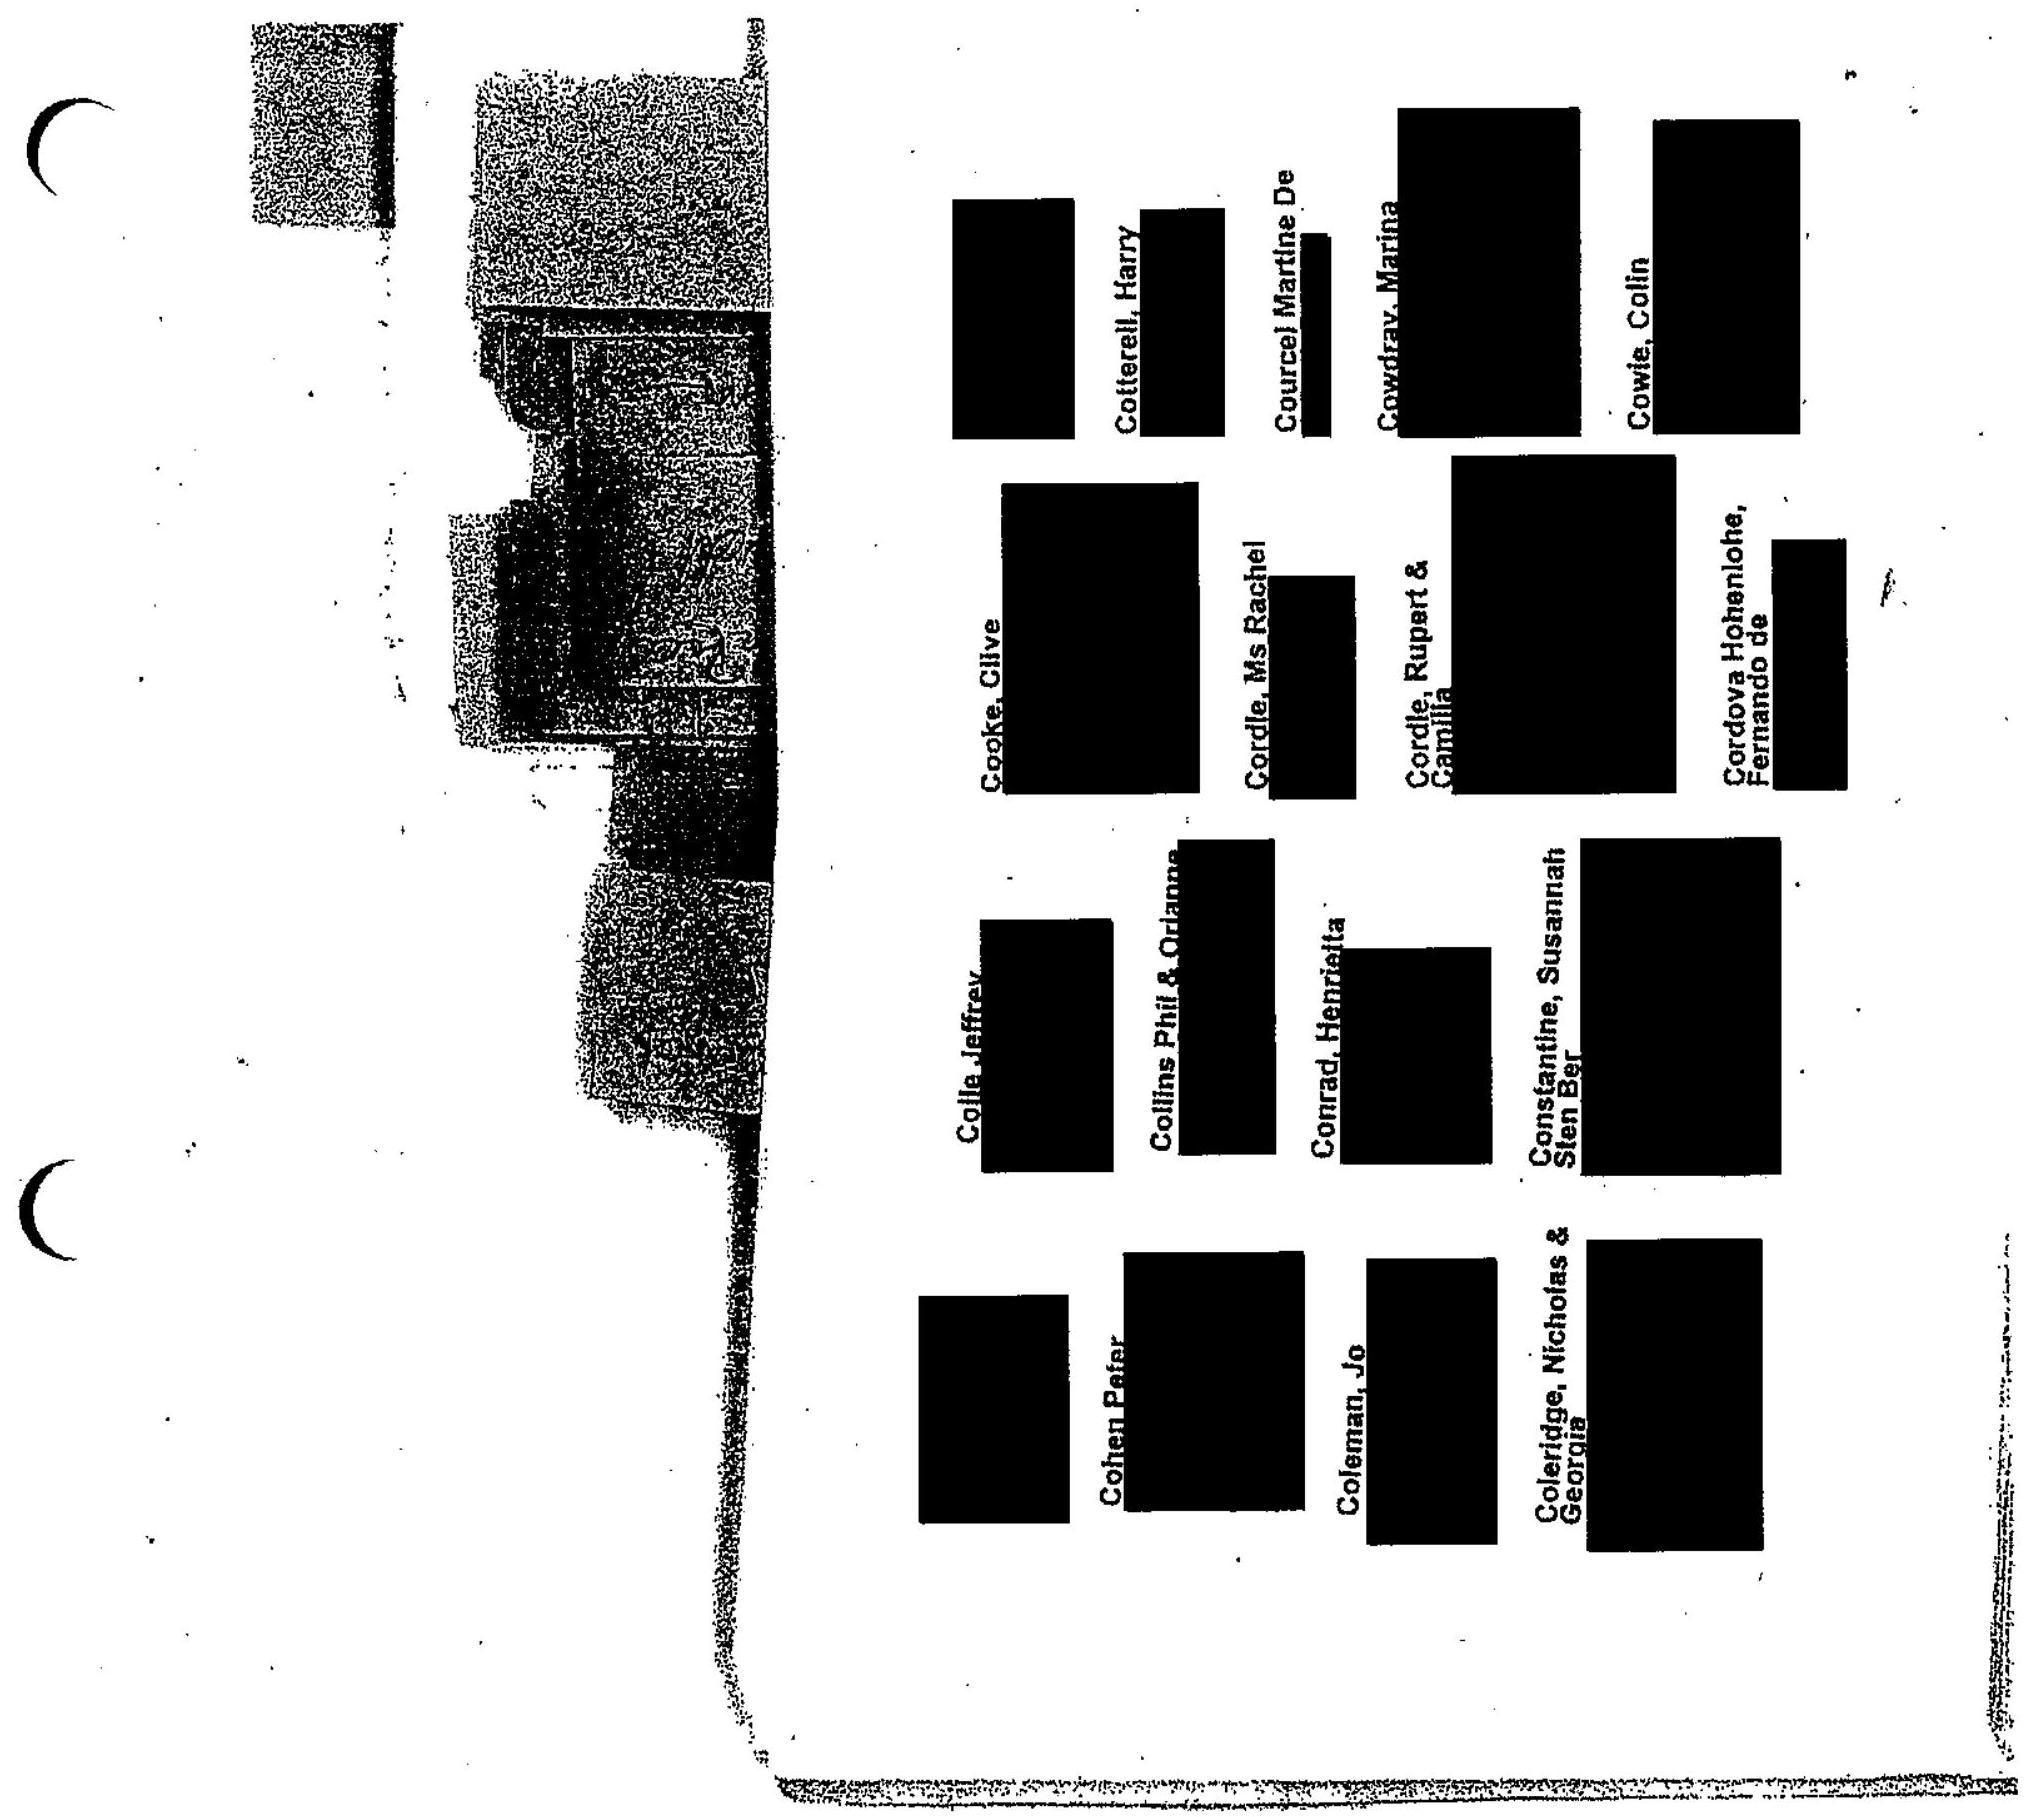 Cohen Peter
Coleman, Jo
Coleridge, Nicholas &
Georgia
Colle Jeffrey
Collins Phil & Orianne
Conrad, Henrietta
Constantine, Susannah
Sten Ber
Cooke, Clive
Cordle, Ms Rachel
Cordle, Rupert &
Camilla
Cordova Hohenlohe,
Fernando de
Cotterell, Harry
Courcel Martine De
Cowdray, Marina
Cowie, Colin